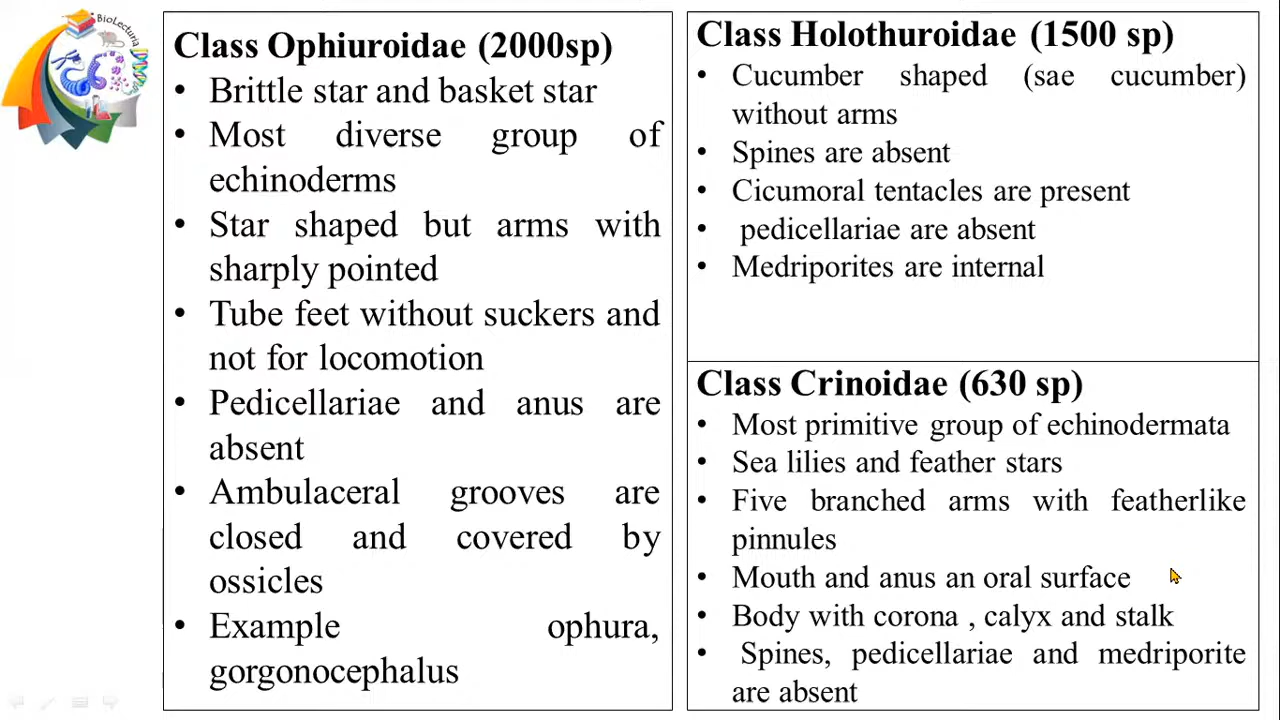 BioLecturia
Class Ophiuroidae (2000sp)
• Brittle star and basket star
• Most diverse group of
echinoderms
• Star shaped but arms with
sharply pointed
• Tube feet without suckers and
not for locomotion
• Pedicellariae and anus are
absent
• Ambulaceral grooves are
closed and covered by
ossicles
• Example ophura,
gorgonocephalus
Class Holothuroidae (1500 sp)
• Cucumber shaped (sae cucumber)
without arms
• Spines are absent
• Cicumoral tentacles are present
• pedicellariae are absent
• Medriporites are internal
Class Crinoidae (630 sp)
• Most primitive group of echinodermata
• Sea lilies and feather stars
• Five branched arms with featherlike
pinnules
• Mouth and anus an oral surface
• Body with corona , calyx and stalk
• Spines, pedicellariae and medriporite
are absent